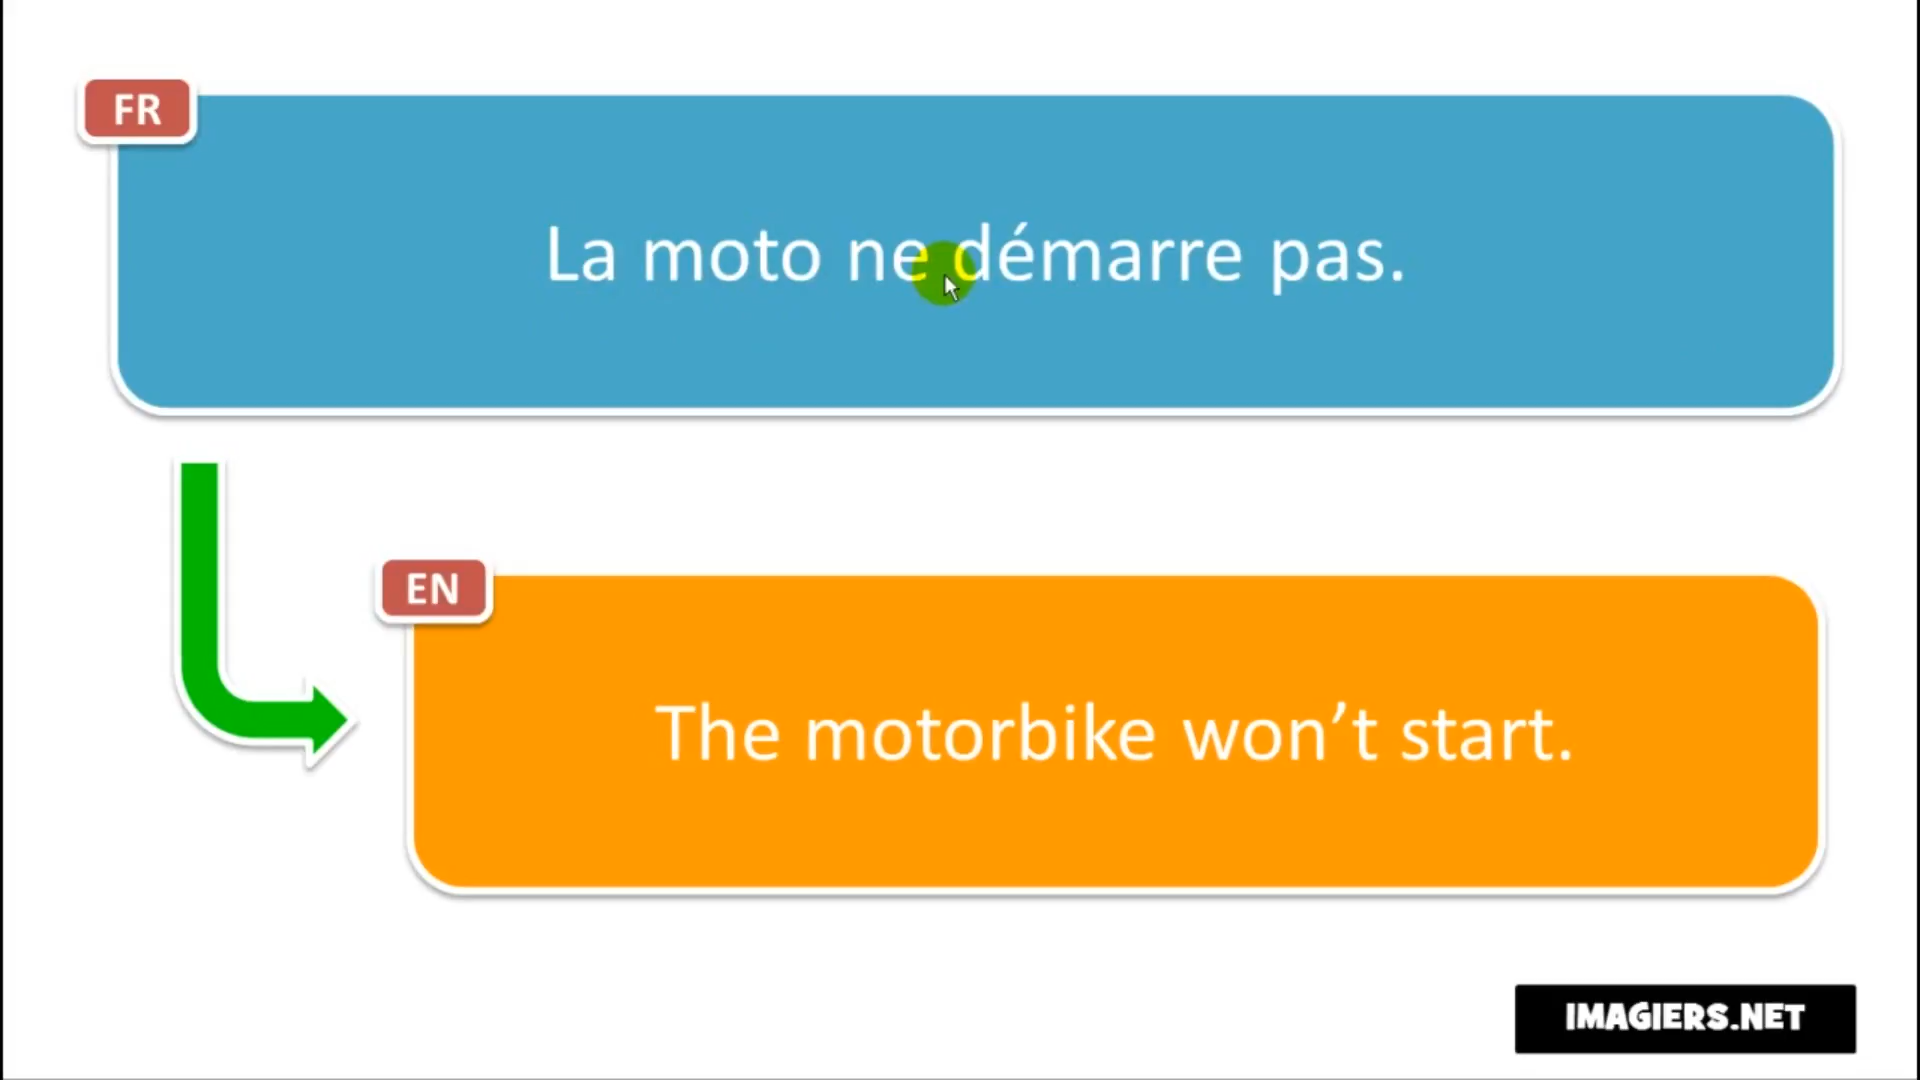 FR
La moto ne démarre pas.
EN
The motorbike won’t start.
IMAGIERS.NET